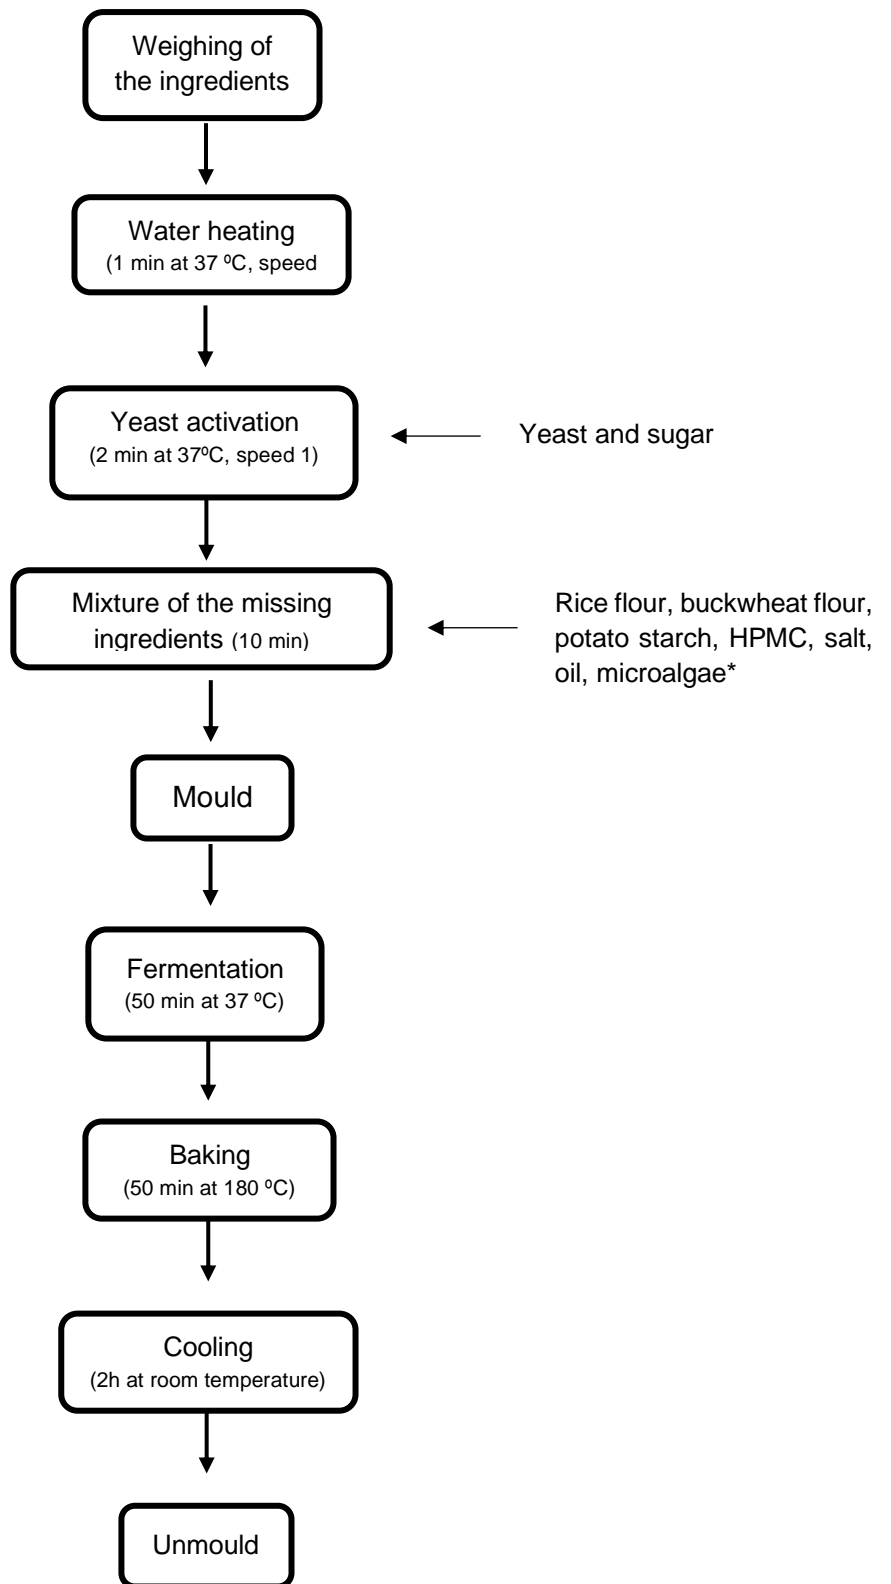 Weighing of
the ingredients
Water heating
(1 min at 37 ºC, speed
Yeast activation
(2 min at 37ºC, speed 1)
Yeast and sugar
Mixture of the missing
ingredients (10 min)
Rice flour, buckwheat flour,
potato starch, HPMC, salt,
oil, microalgae*
Mould
Fermentation
(50 min at 37 ºC)
Baking
(50 min at 180 ºC)
Cooling
(2h at room temperature)
Unmould